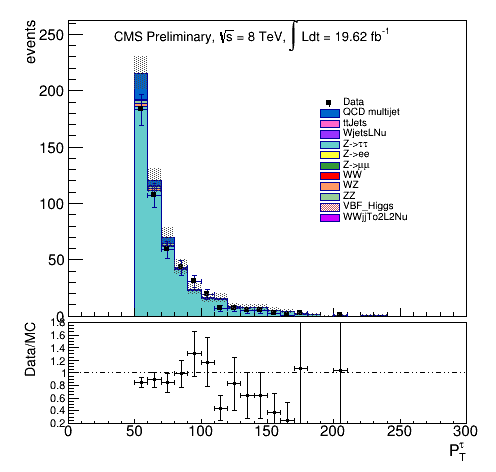 events
CMS Preliminary, √s = 8 TeV, ∫ Ldt = 19.62 fb⁻¹
250
200
150
100
50
0
Data
QCD multijet
ttJets
WjetsLNu
Z->ττ
Z->ee
Z->μμ
WW
WZ
ZZ
VBF_Higgs
WWjjTo2L2Nu
Data/MC
1.8
1.6
1.4
1.2
1
0.8
0.6
0.4
0.2
0 50 100 150 200 250 300
P_T^τ